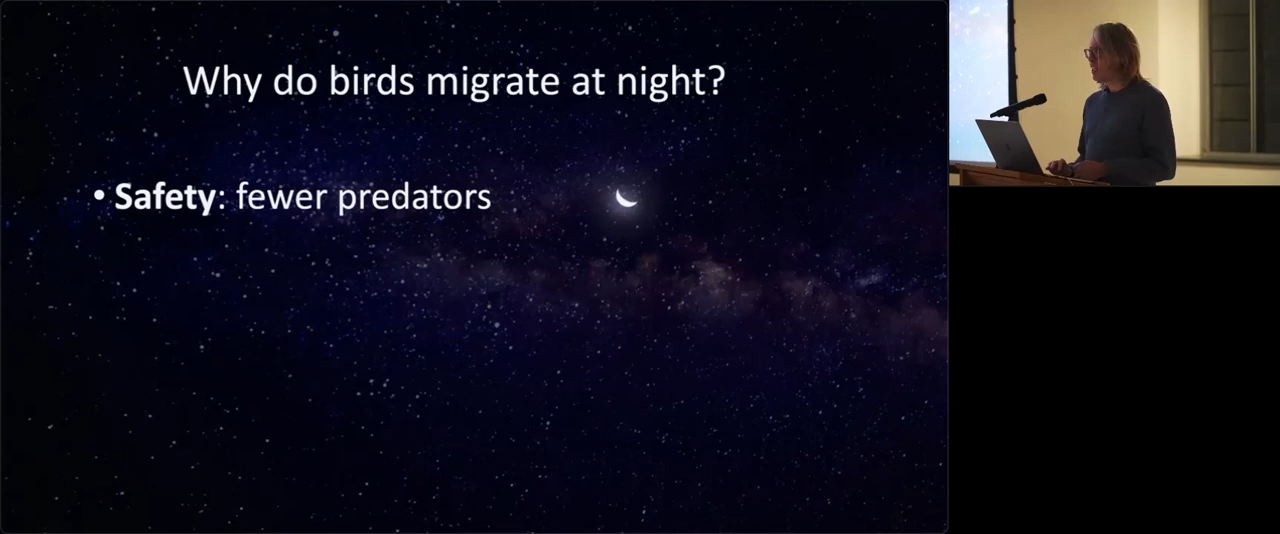 Why do birds migrate at night?
• Safety: fewer predators